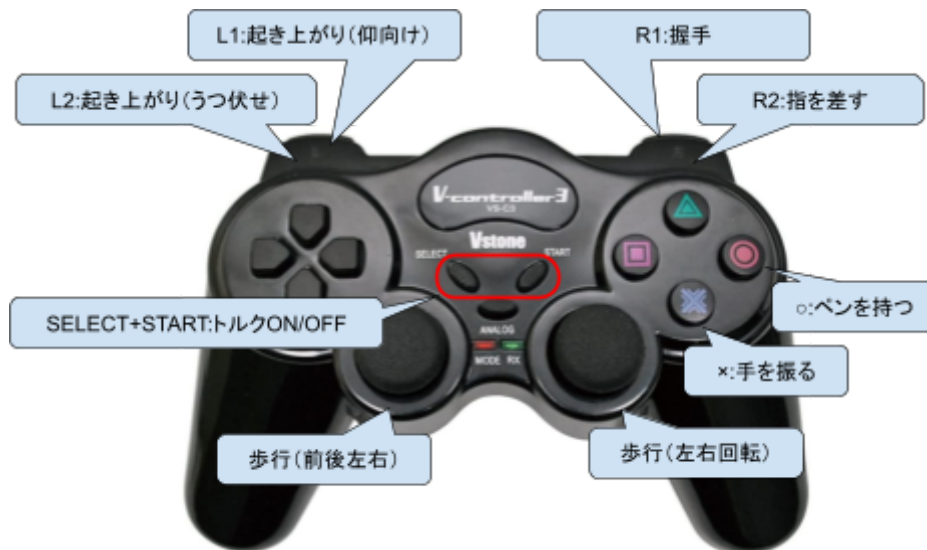 L1:起き上がり(仰向け)
R1:握手
L2:起き上がり(うつ伏せ)
R2:指を差す
V-controller3
VS-C3
Vstone
SELECT
START
SELECT+START:トルクON/OFF
○:ペンを持つ
ANALOG
MODE RX
×:手を振る
歩行(前後左右)
歩行(左右回転)